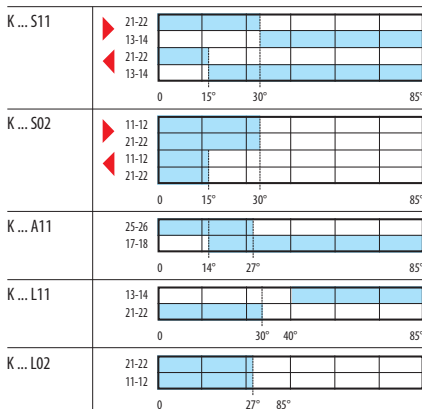 K ... S11
21-22
13-14
21-22
13-14
0 15° 30° 85°
K ... S02
11-12
21-22
11-12
21-22
0 15° 30° 85°
K ... A11
25-26
17-18
0 14° 27° 85°
K ... L11
13-14
21-22
0 30° 40° 85°
K ... L02
21-22
11-12
0 27° 85°